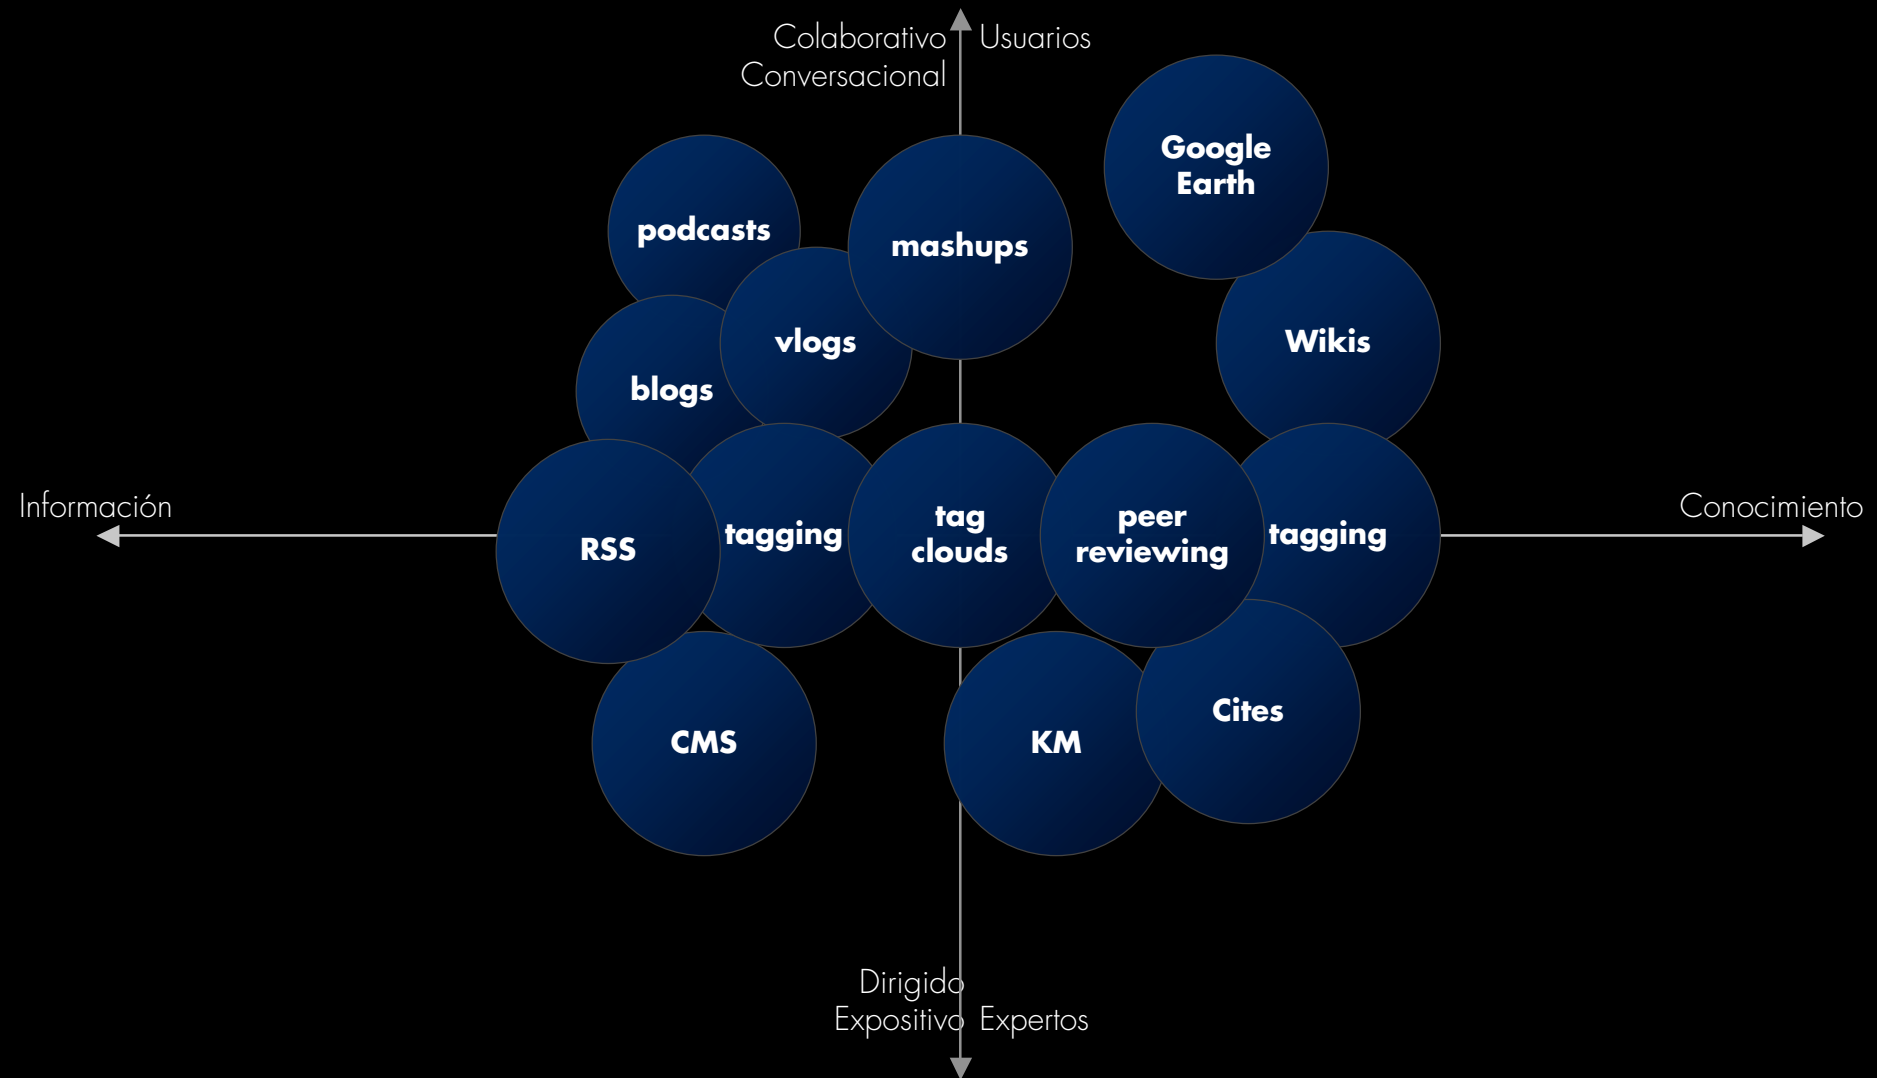 Colaborativo
Conversacional
Usuarios
Google
Earth
podcasts
mashups
vlogs
Wikis
blogs
Información
Conocimiento
RSS
tagging
tag
clouds
peer
reviewing
tagging
CMS
KM
Cites
Dirigido
Expositivo
Expertos